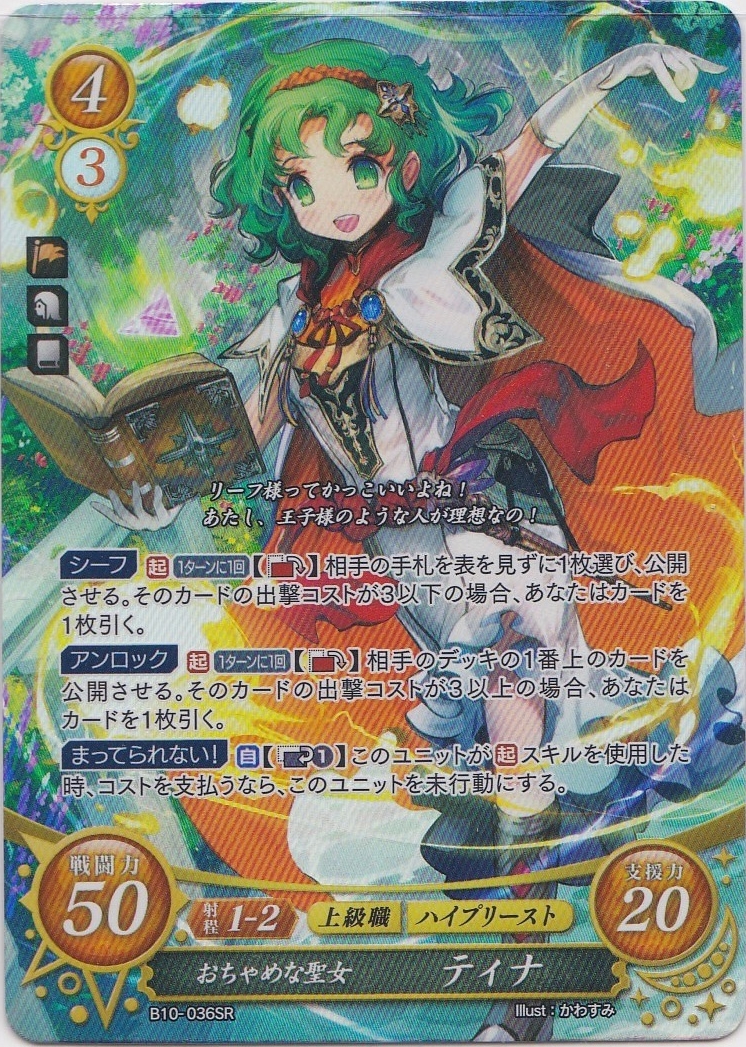 4
3
リーフ様ってかっこいいよね!
あたし、王子様のような人が理想なの!
シーフ 起 1ターンに1回【】相手の手札を表を見ずに1枚選び、公開
させる。そのカードの出撃コストが3以下の場合、あなたはカードを
1枚引く。
アンロック 起 1ターンに1回【】相手のデッキの1番上のカードを
公開させる。そのカードの出撃コストが3以上の場合、あなたは
カードを1枚引く。
まってられない! 自【1】このユニットが起スキルを使用した
時、コストを支払うなら、このユニットを未行動にする。
戦闘力
50
射程 1-2 上級職 ハイプリースト
支援力
20
おちゃめな聖女 ティナ
B10-036SR Illust:かわすみ